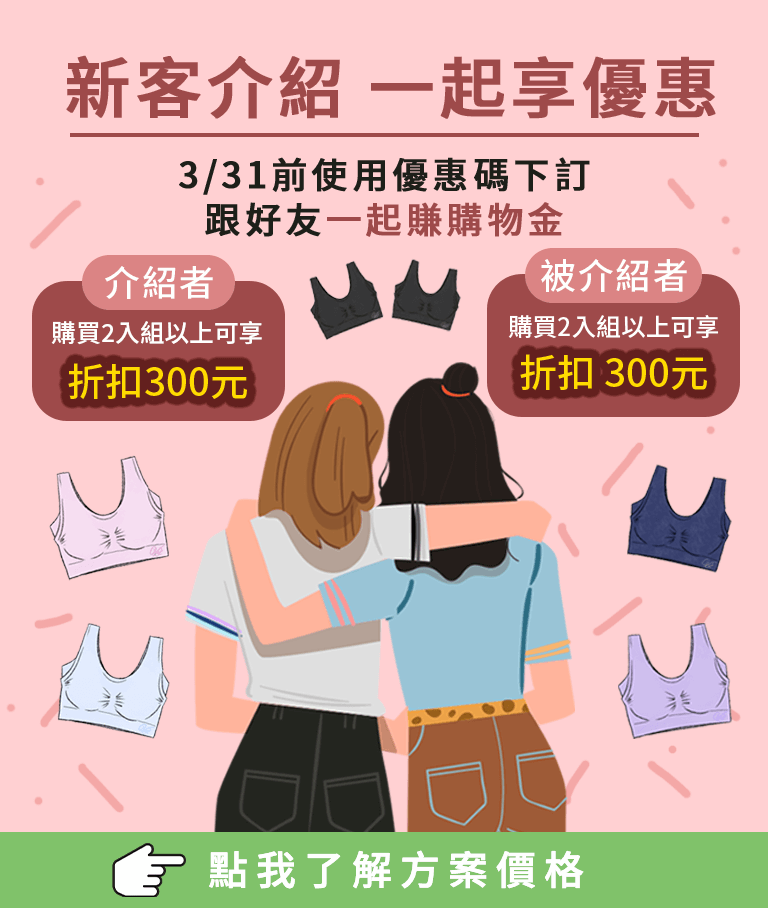 新客介紹 一起享優惠
3/31前使用優惠碼下訂
跟好友一起賺購物金
介紹者
購買2入組以上可享
折扣300元
被介紹者
購買2入組以上可享
折扣 300元
點我了解方案價格